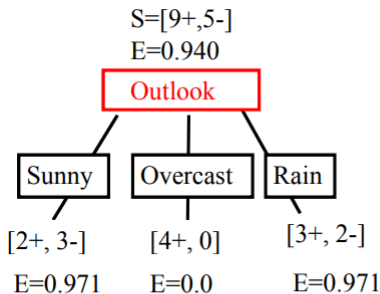 S=[9+,5-]
E=0.940
Outlook
Sunny Overcast Rain
[2+, 3-] [4+, 0] [3+, 2-]
E=0.971 E=0.0 E=0.971